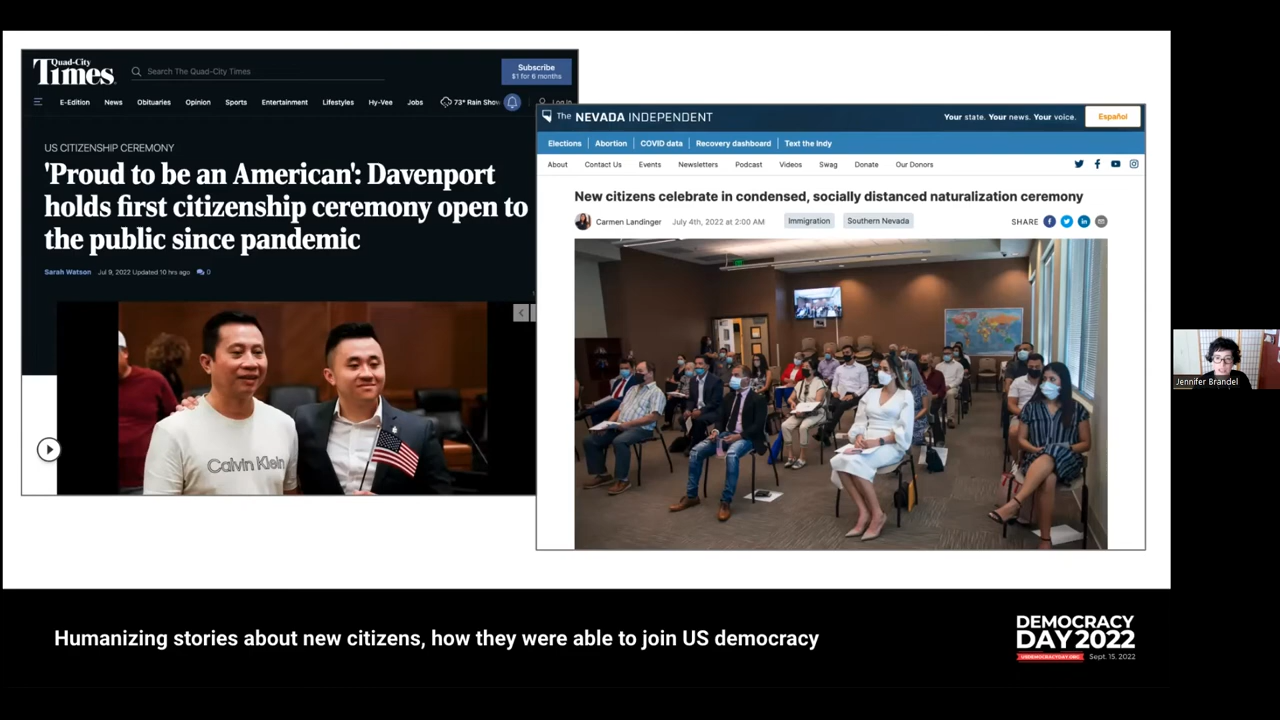 Quad-City
Times
Search The Quad-City Times
Subscribe
$1 for 6 months
E-Edition News Obituaries Opinion Sports Entertainment Lifestyles Hy-Vee Jobs 73° Rain Show Log In
US CITIZENSHIP CEREMONY
'Proud to be an American': Davenport
holds first citizenship ceremony open to
the public since pandemic
Sarah Watson Jul 9, 2022 Updated 10 hrs ago 0
Calvin Klein
The NEVADA INDEPENDENT
Your state. Your news. Your voice.
Español
Elections Abortion COVID data Recovery dashboard Text the Indy
About Contact Us Events Newsletters Podcast Videos Swag Donate Our Donors
New citizens celebrate in condensed, socially distanced naturalization ceremony
Carmen Landinger July 4th, 2022 at 2:00 AM Immigration Southern Nevada SHARE
Jennifer Brandel
Humanizing stories about new citizens, how they were able to join US democracy
DEMOCRACY
DAY 2022
USDEMOCRACYDAY.ORG Sept. 15, 2022